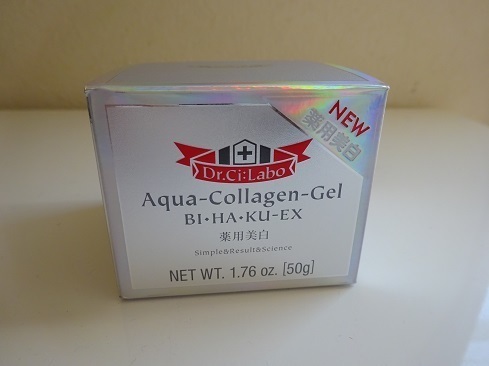 NEW
薬用美白
Dr.Ci:Labo
Aqua-Collagen-Gel
BI·HA·KU-EX
薬用美白
Simple&Result&Science
NET WT. 1.76 oz. [50g]